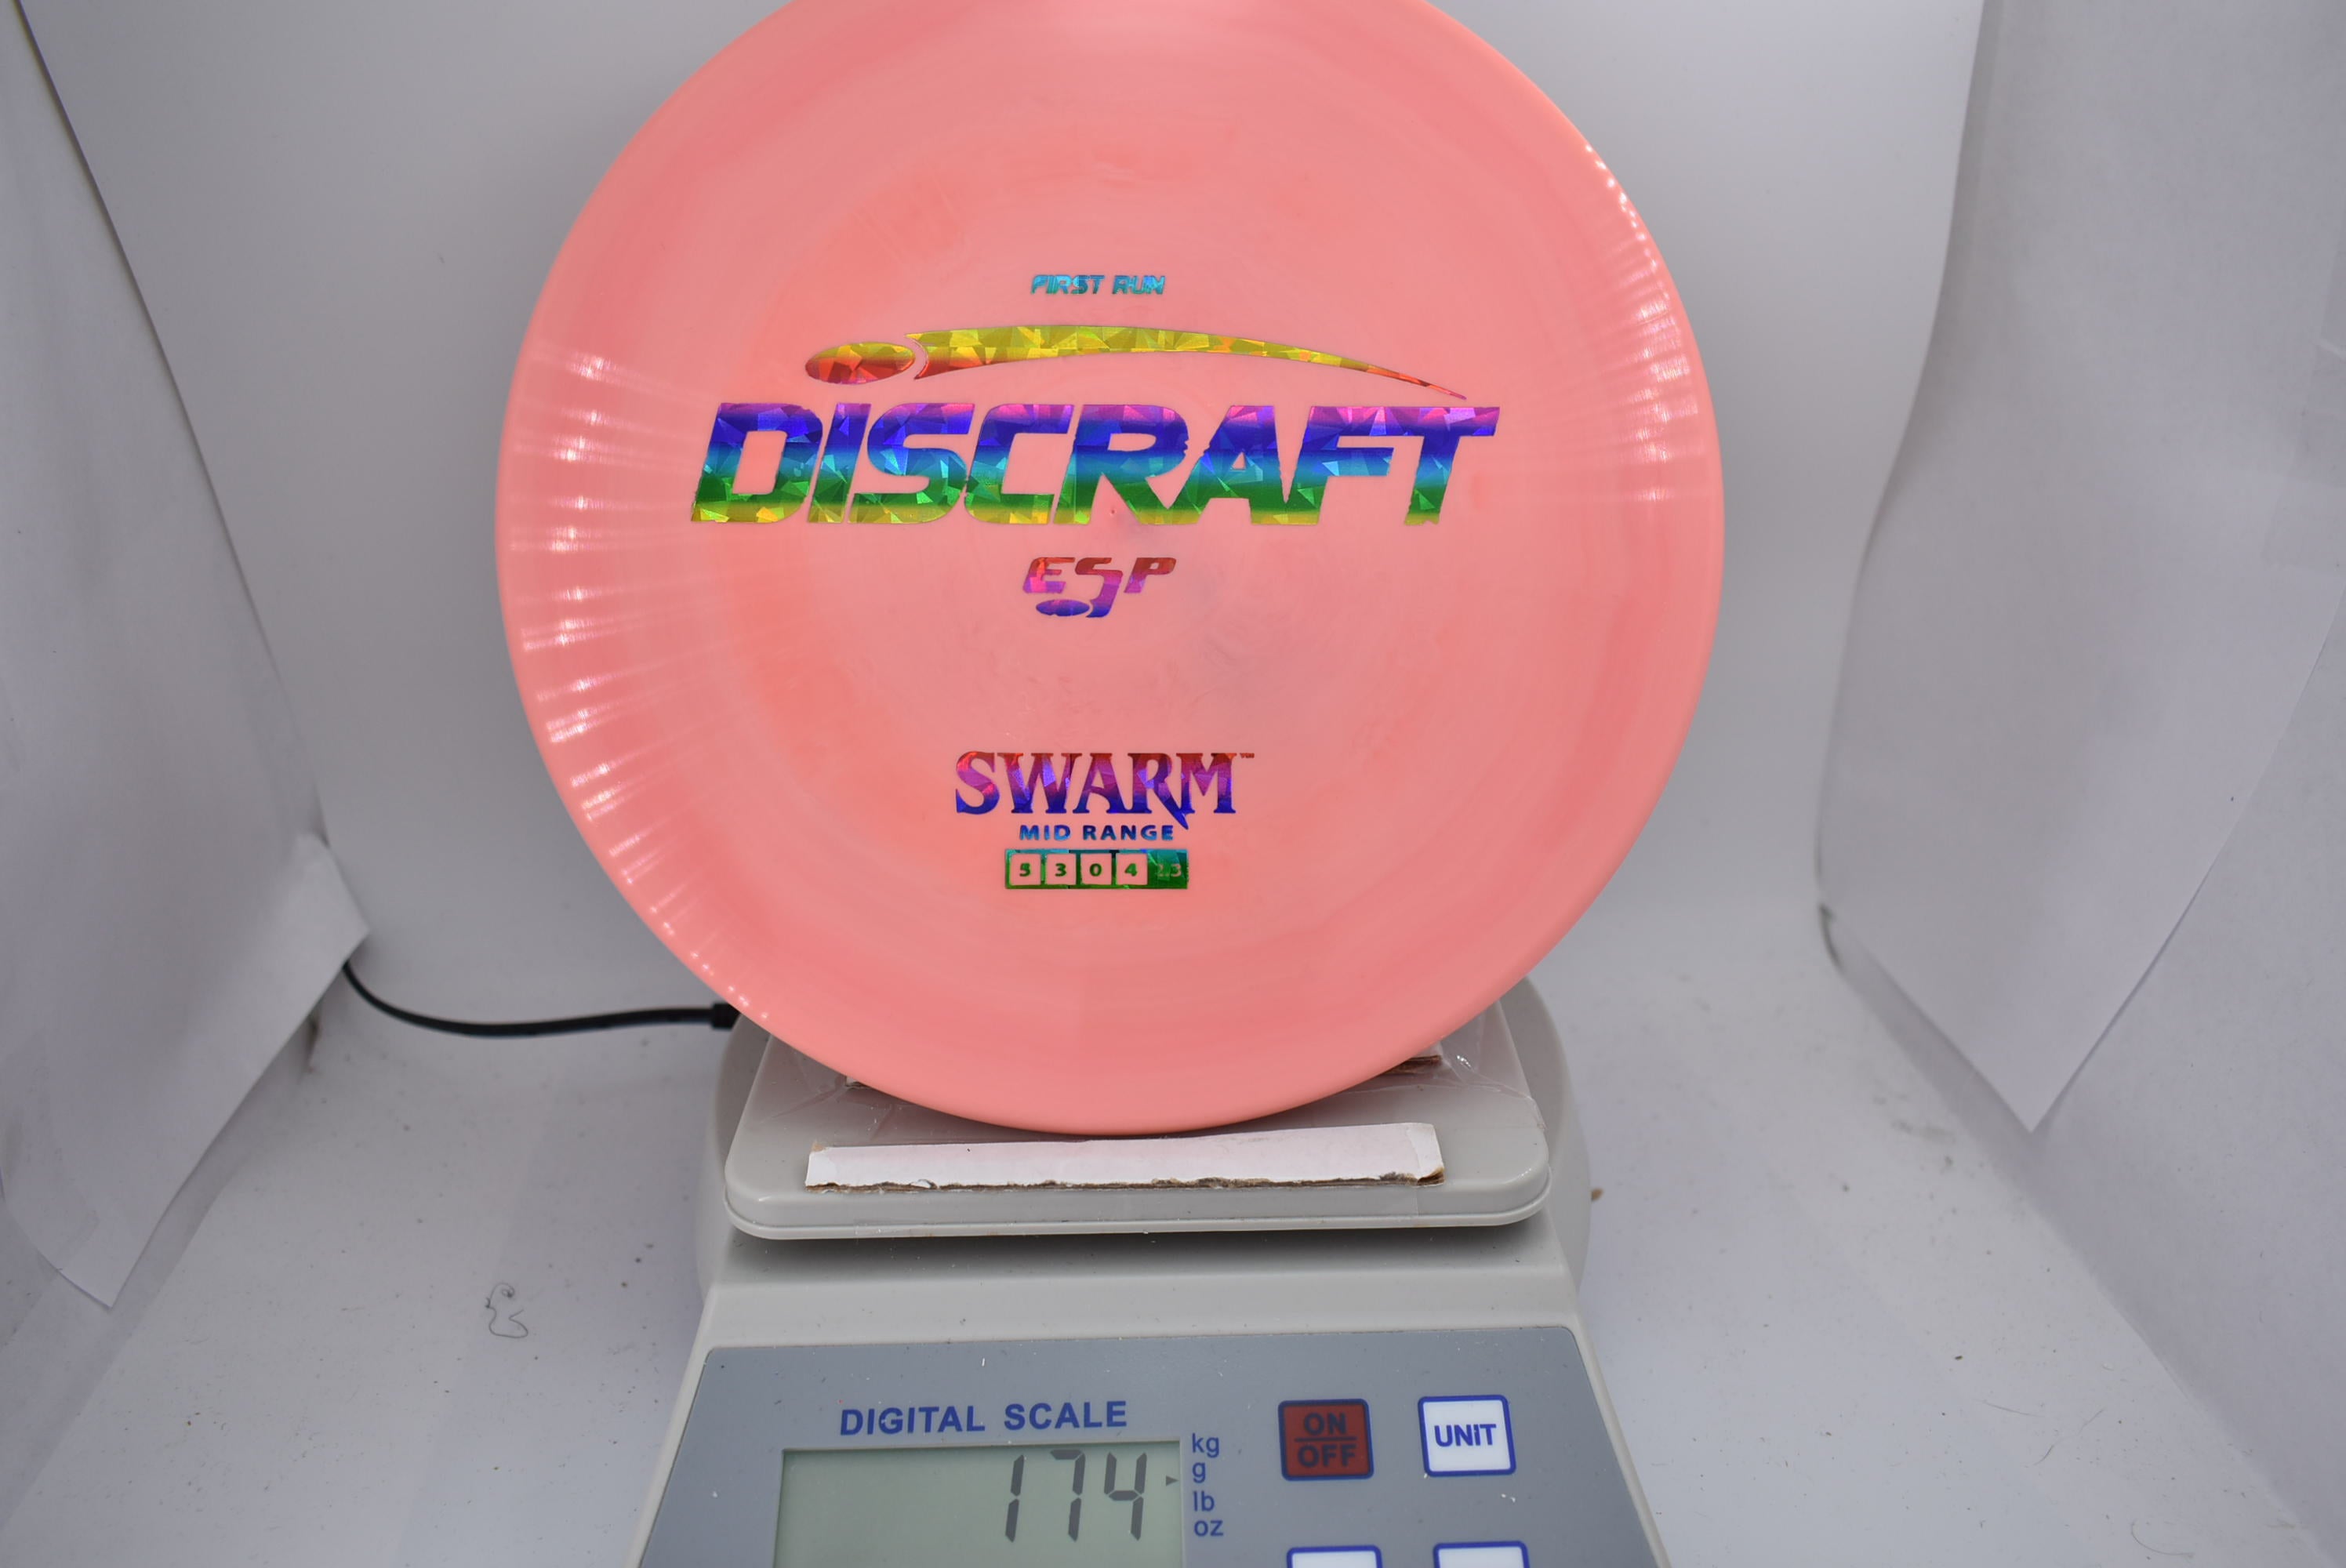 FIRST RUN
DISCRAFT
ESP
SWARM™
MID RANGE
5 3 0 4
DIGITAL SCALE
174
kg
g
lb
oz
ON
OFF
UNIT